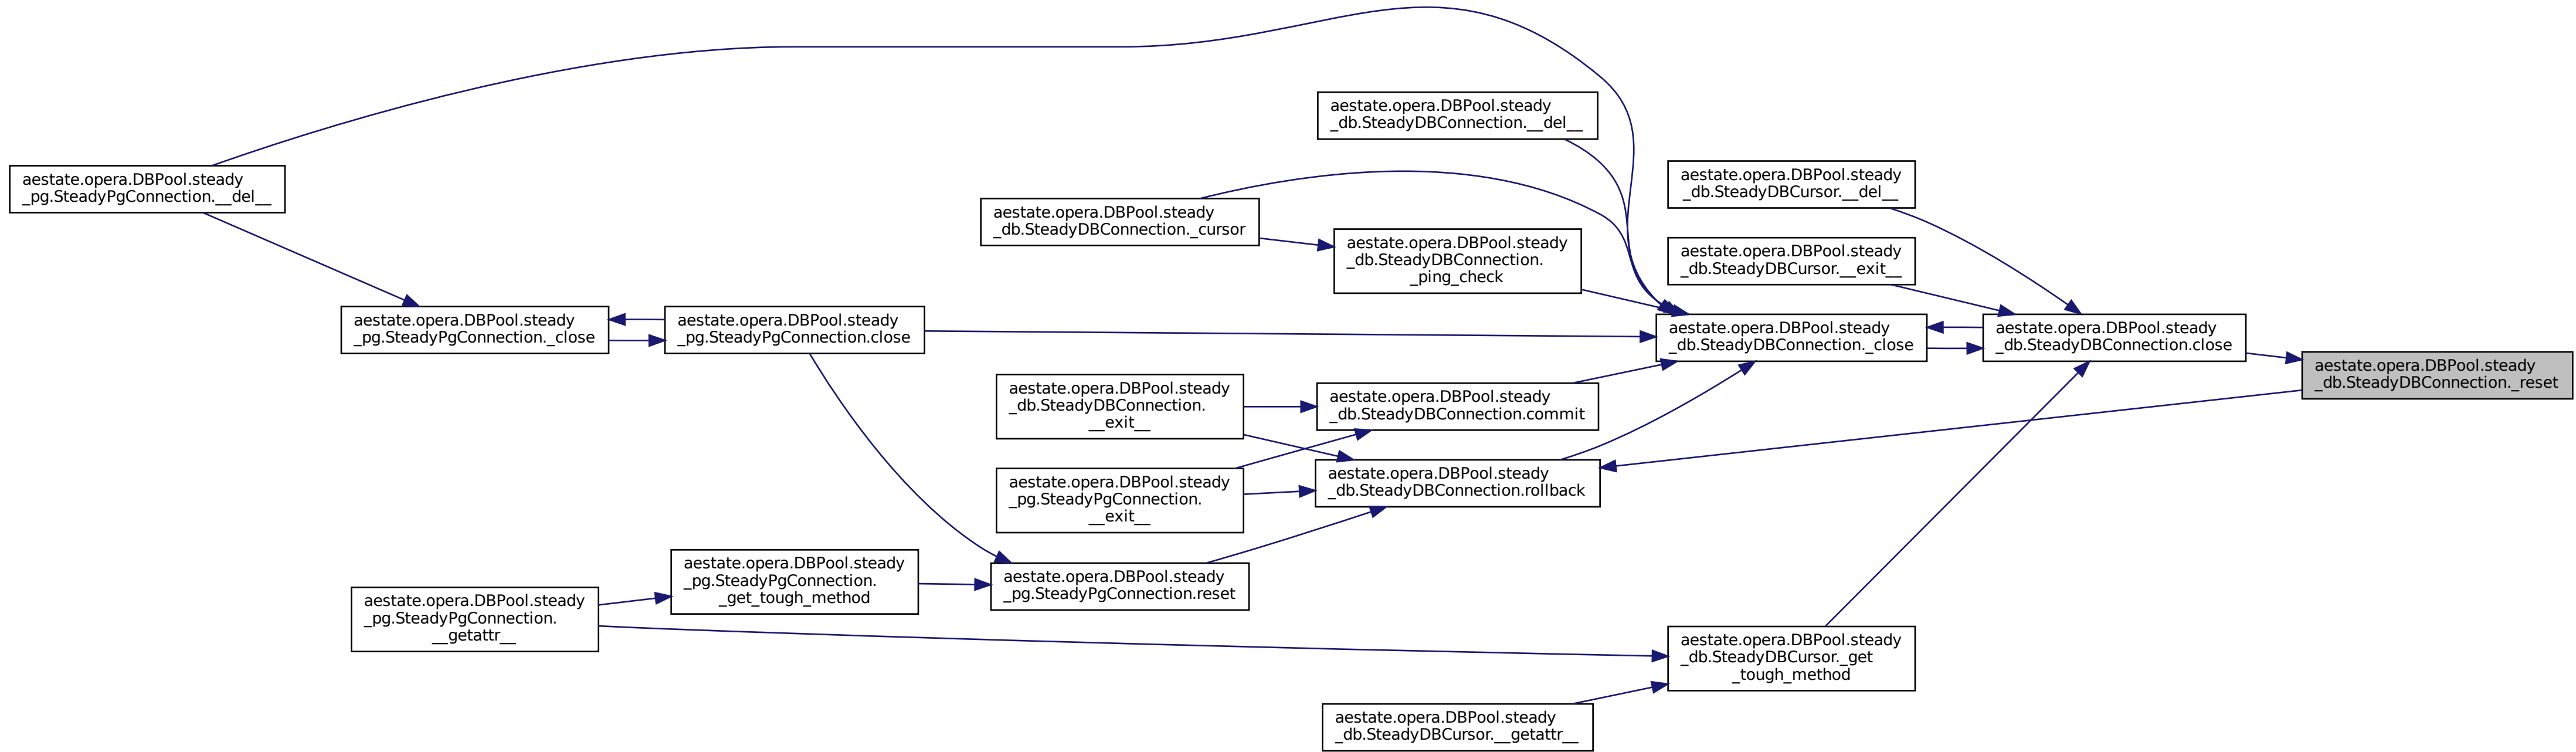 aestate.opera.DBPool.steady
_db.SteadyDBConnection.__del__
aestate.opera.DBPool.steady
_db.SteadyDBCursor.__del__
aestate.opera.DBPool.steady
_pg.SteadyPgConnection.__del__
aestate.opera.DBPool.steady
_db.SteadyDBConnection._cursor
aestate.opera.DBPool.steady
_db.SteadyDBConnection.
_ping_check
aestate.opera.DBPool.steady
_db.SteadyDBCursor.__exit__
aestate.opera.DBPool.steady
_pg.SteadyPgConnection._close
aestate.opera.DBPool.steady
_pg.SteadyPgConnection.close
aestate.opera.DBPool.steady
_db.SteadyDBConnection._close
aestate.opera.DBPool.steady
_db.SteadyDBConnection.close
aestate.opera.DBPool.steady
_db.SteadyDBConnection._reset
aestate.opera.DBPool.steady
_db.SteadyDBConnection.
__exit__
aestate.opera.DBPool.steady
_db.SteadyDBConnection.commit
aestate.opera.DBPool.steady
_pg.SteadyPgConnection.
__exit__
aestate.opera.DBPool.steady
_db.SteadyDBConnection.rollback
aestate.opera.DBPool.steady
_pg.SteadyPgConnection.
_get_tough_method
aestate.opera.DBPool.steady
_pg.SteadyPgConnection.reset
aestate.opera.DBPool.steady
_pg.SteadyPgConnection.
__getattr__
aestate.opera.DBPool.steady
_db.SteadyDBCursor._get
_tough_method
aestate.opera.DBPool.steady
_db.SteadyDBCursor.__getattr__